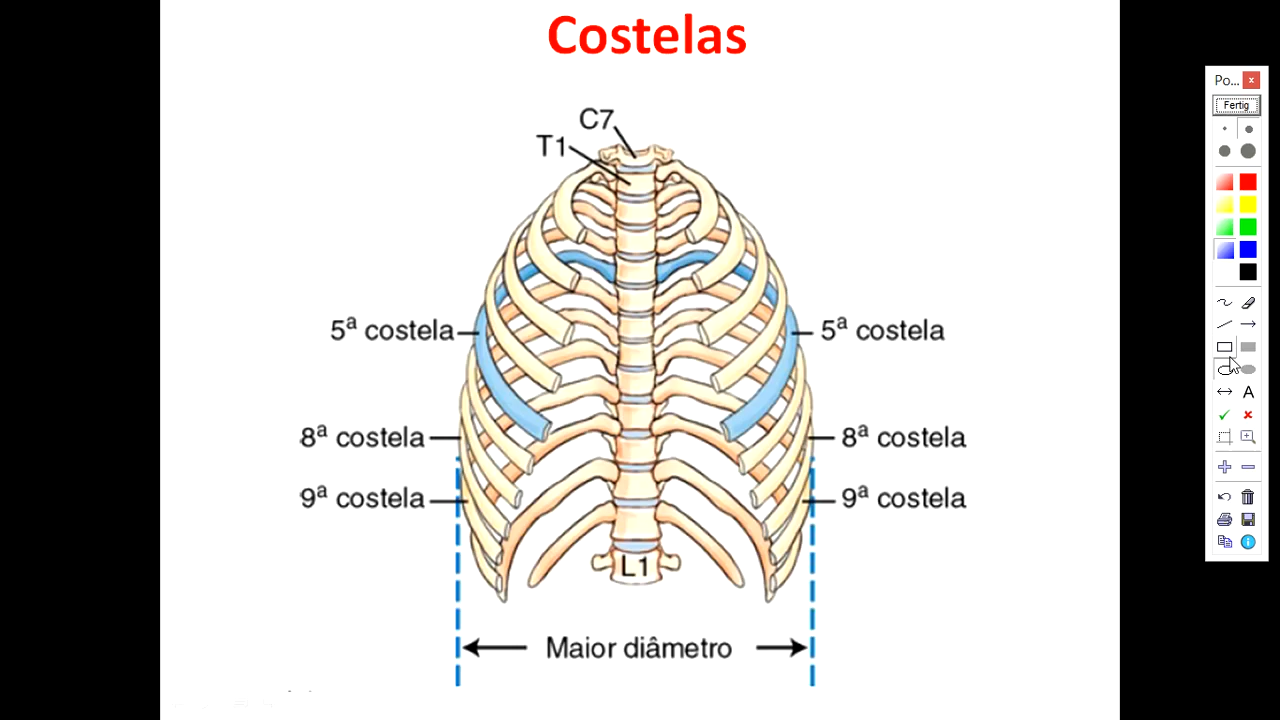 Costelas
C7
T1
5ª costela
5ª costela
8ª costela
8ª costela
9ª costela
9ª costela
L1
Maior diâmetro
Po...
Fertig
A